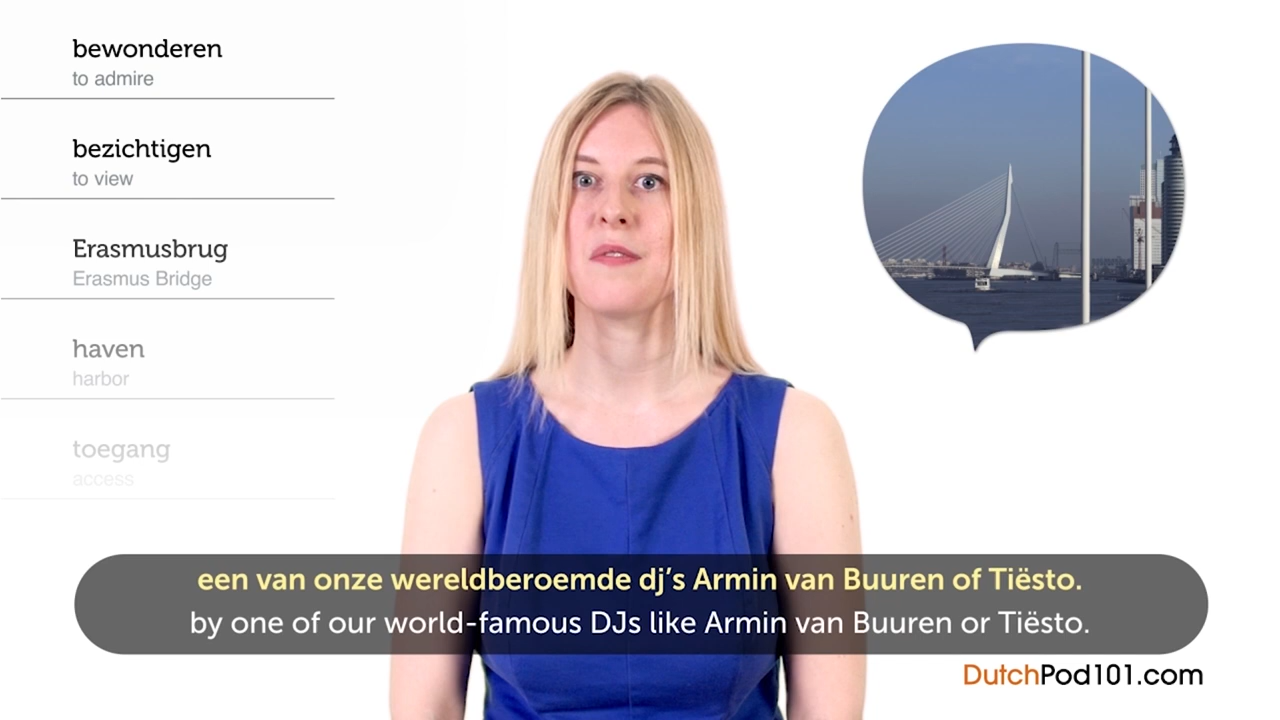 bewonderen
to admire
bezichtigen
to view
Erasmusbrug
Erasmus Bridge
haven
harbor
toegang
access
een van onze wereldberoemde dj's Armin van Buuren of Tiësto.
by one of our world-famous DJs like Armin van Buuren or Tiësto.
DutchPod101.com